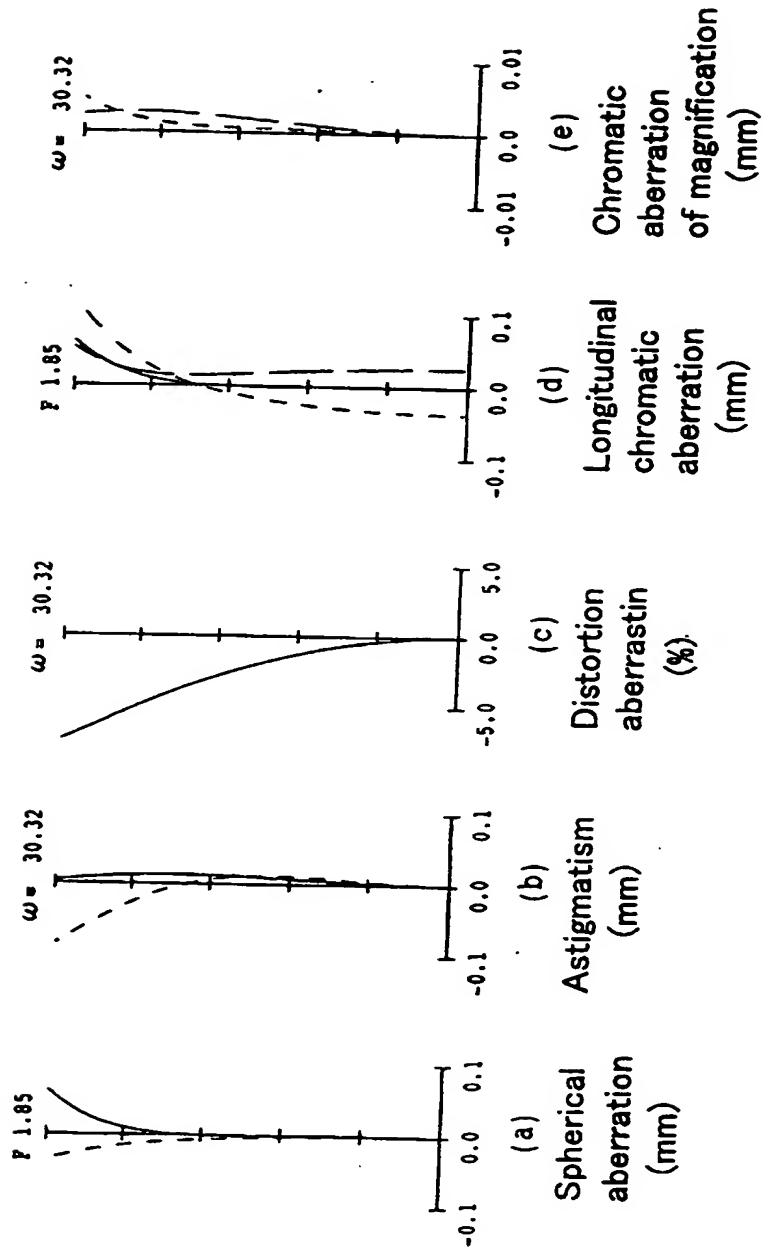 F 1.85
-0.1 0.0 0.1
(a)
Spherical
aberration
(mm)
ω = 30.32
-0.1 0.0 0.1
(b)
Astigmatism
(mm)
ω = 30.32
-5.0 0.0 5.0
(c)
Distortion
aberrastin
(%)
F 1.85
-0.1 0.0 0.1
(d)
Longitudinal
chromatic
aberration
(mm)
ω = 30.32
-0.01 0.0 0.01
(e)
Chromatic
aberration
of magnification
(mm)